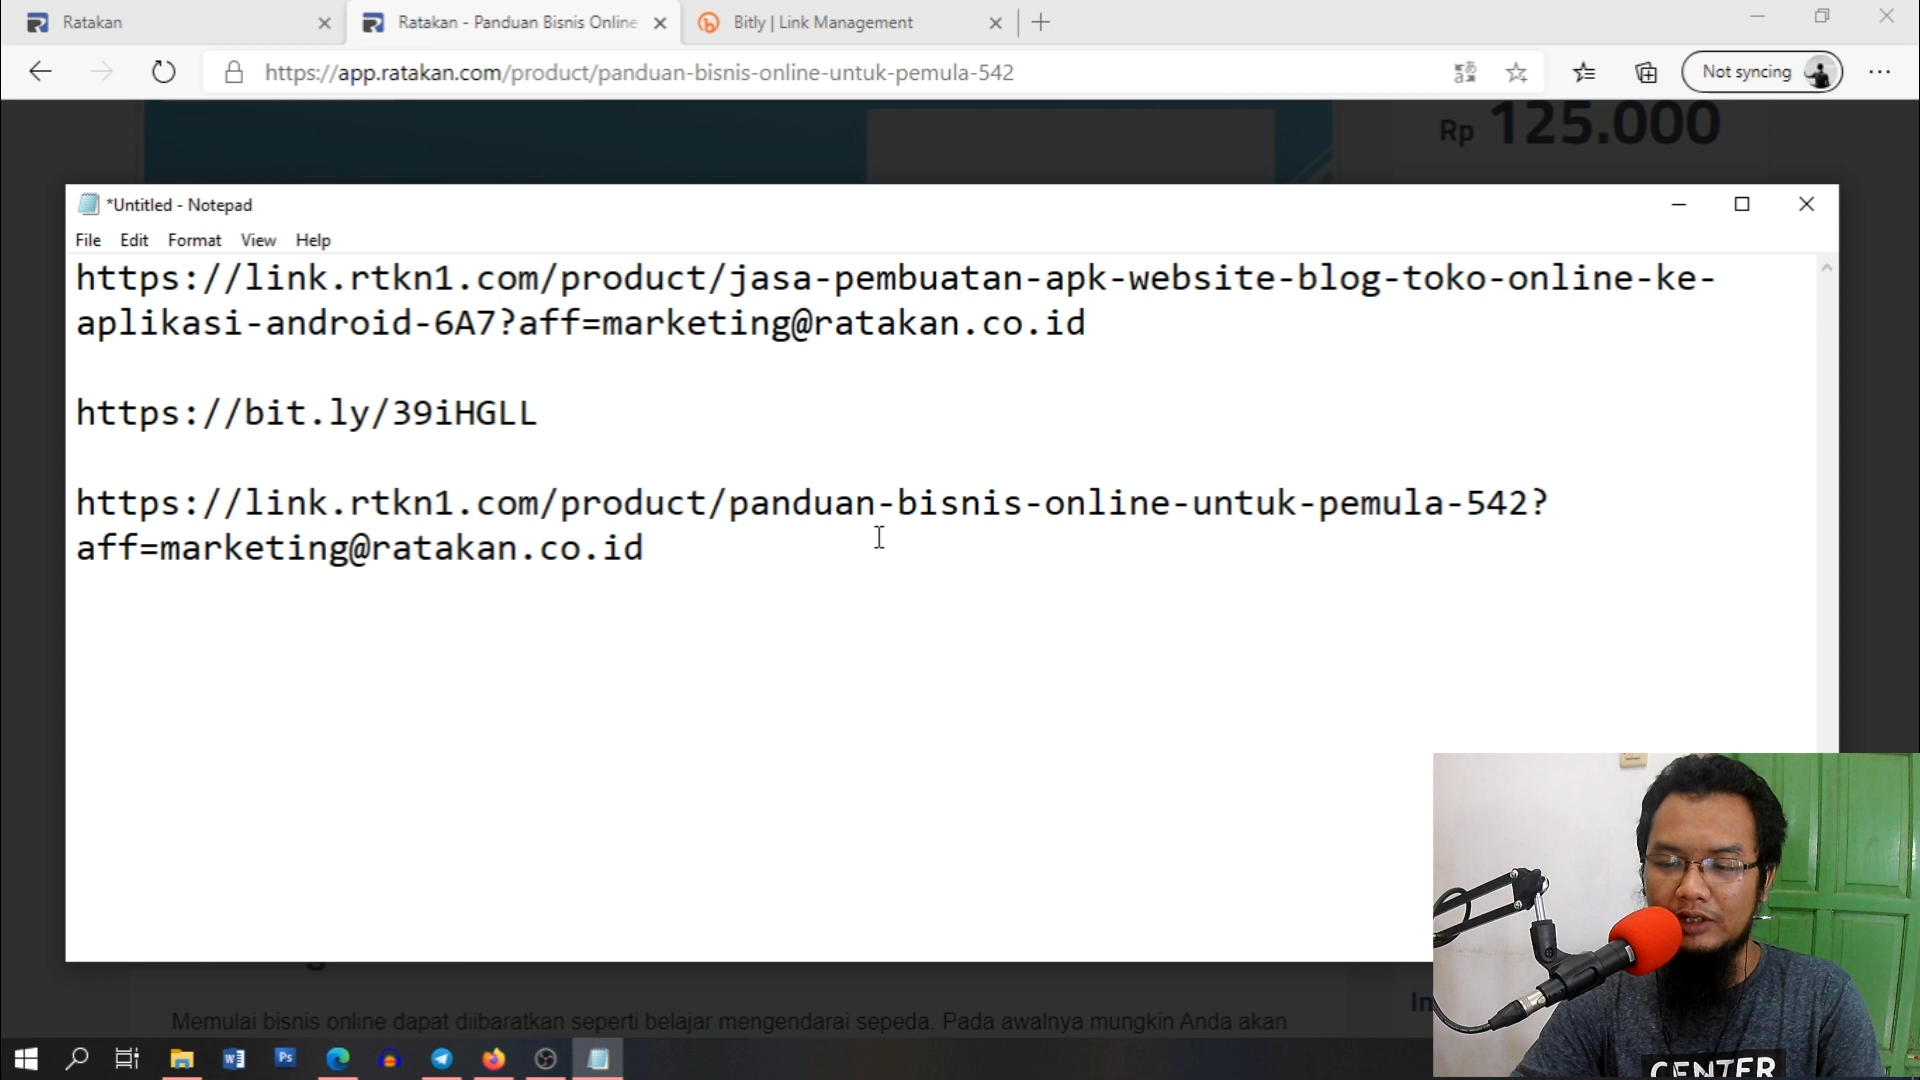 Ratakan
Ratakan - Panduan Bisnis Online
Bitly | Link Management
https://app.ratakan.com/product/panduan-bisnis-online-untuk-pemula-542
Not syncing
Rp 125.000
*Untitled - Notepad
File Edit Format View Help
https://link.rtkn1.com/product/jasa-pembuatan-apk-website-blog-toko-online-ke-
aplikasi-android-6A7?aff=marketing@ratakan.co.id
https://bit.ly/39iHGLL
https://link.rtkn1.com/product/panduan-bisnis-online-untuk-pemula-542?
aff=marketing@ratakan.co.id
Memulai bisnis online dapat diibaratkan seperti belajar mengendarai sepeda. Pada awalnya mungkin Anda akan
CENTER